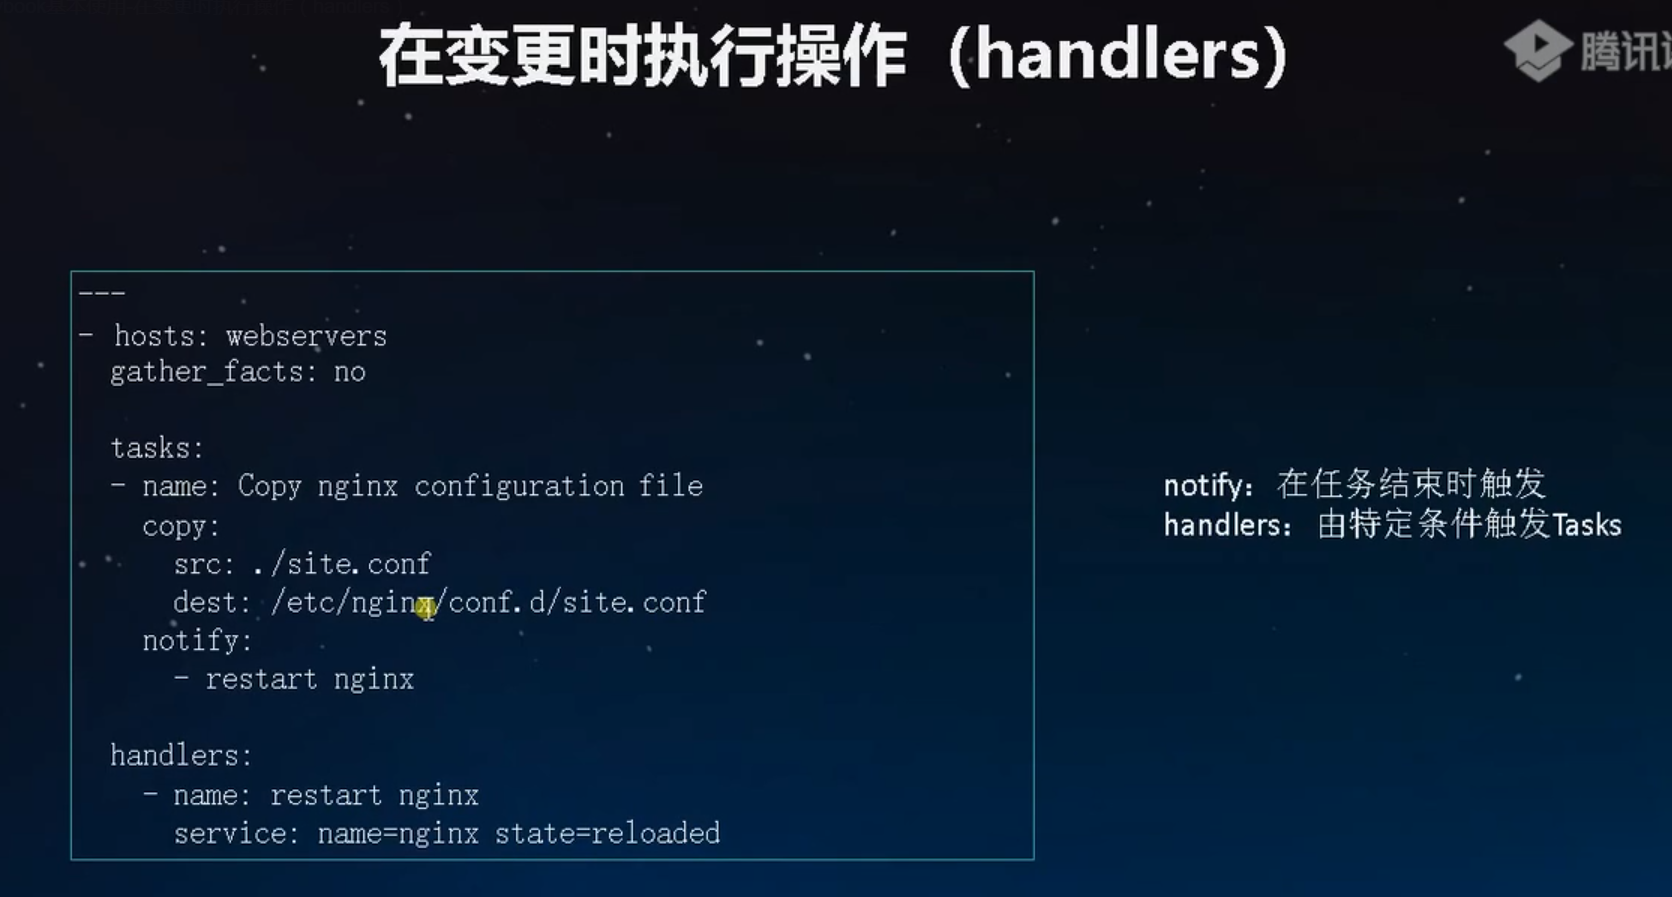 在变更时执行操作（handlers）
腾讯
---
- hosts: webservers
gather_facts: no
tasks:
- name: Copy nginx configuration file
copy:
src: ./site.conf
dest: /etc/nginx/conf.d/site.conf
notify:
- restart nginx
handlers:
- name: restart nginx
service: name=nginx state=reloaded
notify：在任务结束时触发
handlers：由特定条件触发Tasks